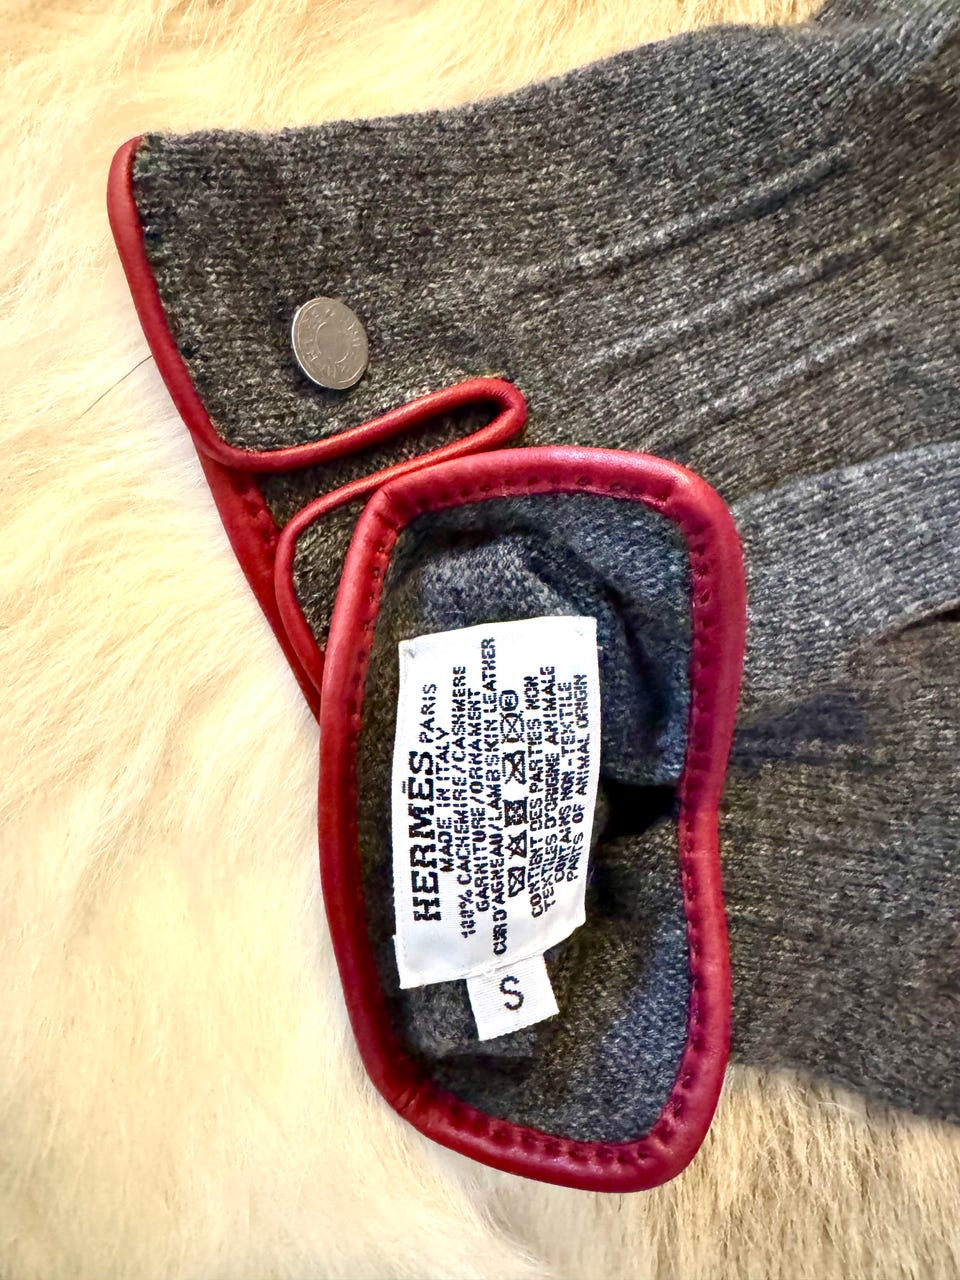 HERMES PARIS
MADE IN ITALY
100% CACHEMIRE/CASHMERE
GARNITURE/ORNAMENT
CUIR D'AGNEAU/LAMBSKIN LEATHER
CONTIENT DES PARTIES NON
TEXTILES D'ORIGINE ANIMALE
CONTAINS NON-TEXTILE
PARTS OF ANIMAL ORIGIN
S